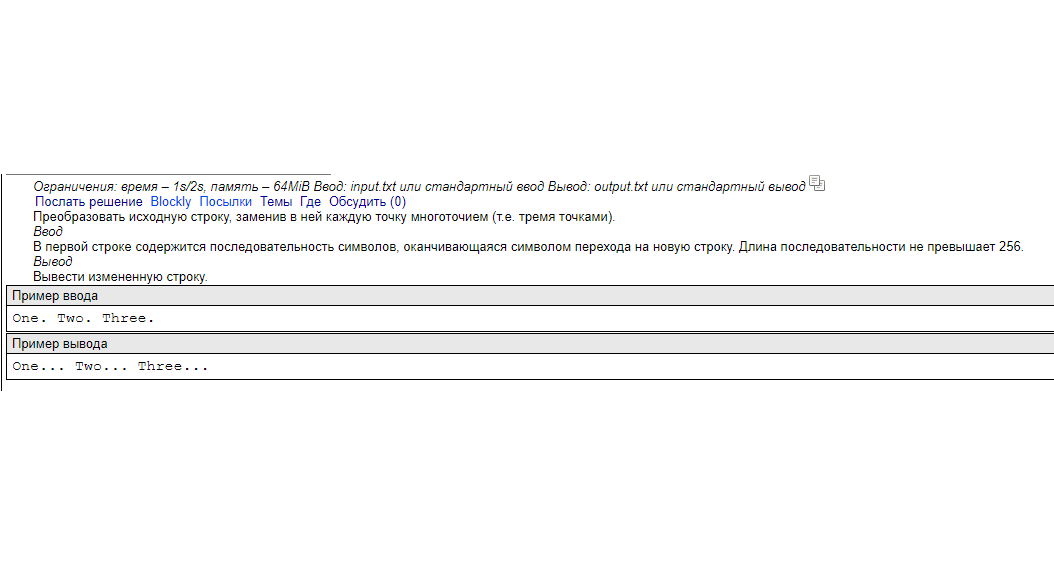 Ограничения: время – 1s/2s, память – 64MiB Ввод: input.txt или стандартный ввод Вывод: output.txt или стандартный вывод
Послать решение Blockly Посылки Темы Где Обсудить (0)
Преобразовать исходную строку, заменив в ней каждую точку многоточием (т.е. тремя точками).
Ввод
В первой строке содержится последовательность символов, оканчивающаяся символом перехода на новую строку. Длина последовательности не превышает 256.
Вывод
Вывести измененную строку.
Пример ввода
One. Two. Three.
Пример вывода
One... Two... Three...